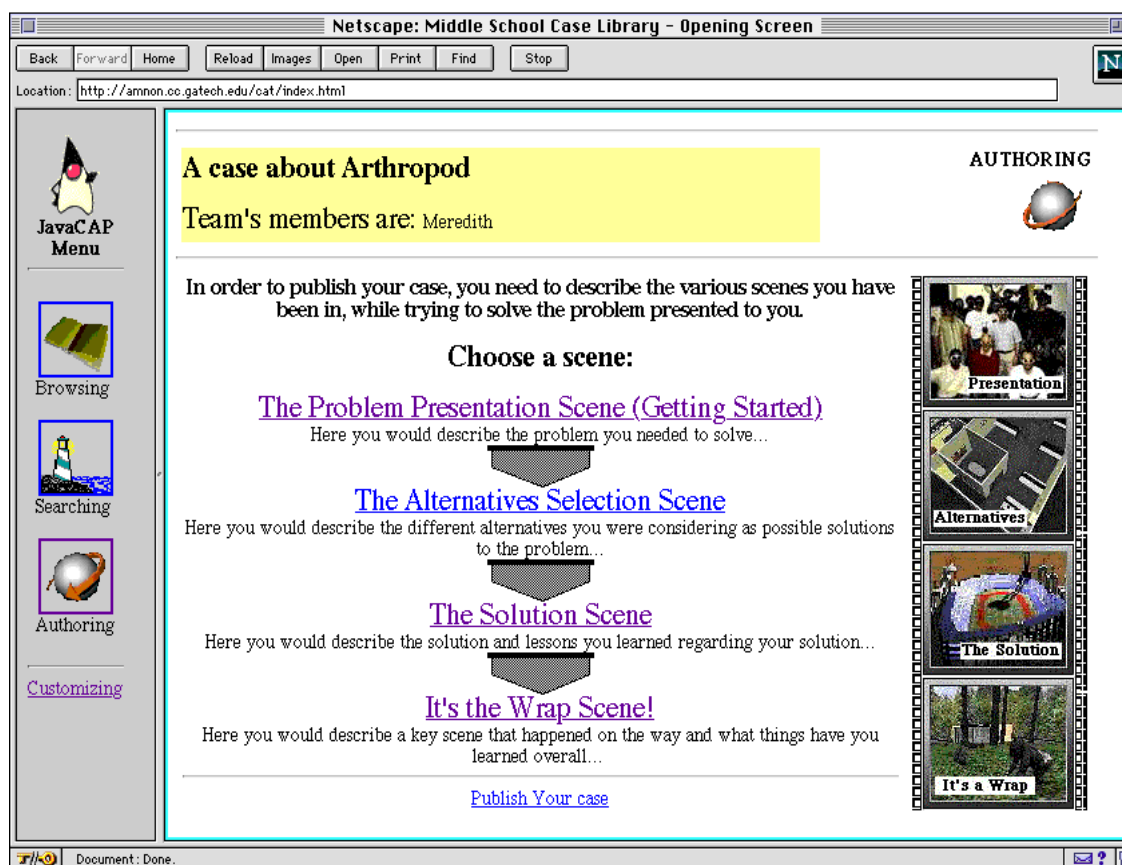 Netscape: Middle School Case Library - Opening Screen
Back Forward Home Reload Images Open Print Find Stop
N
Location: http://amnon.cc.gatech.edu/cat/index.html
JavaCAP
Menu
Browsing
Searching
Authoring
Customizing
A case about Arthropod
Team's members are: Meredith
AUTHORING
In order to publish your case, you need to describe the various scenes you have
been in, while trying to solve the problem presented to you.
Choose a scene:
The Problem Presentation Scene (Getting Started)
Here you would describe the problem you needed to solve...
The Alternatives Selection Scene
Here you would describe the different alternatives you were considering as possible solutions
to the problem...
The Solution Scene
Here you would describe the solution and lessons you learned regarding your solution...
It's the Wrap Scene!
Here you would describe a key scene that happened on the way and what things have you
learned overall...
Publish Your case
Presentation
Alternatives
The Solution
It's a Wrap
Document: Done.
?